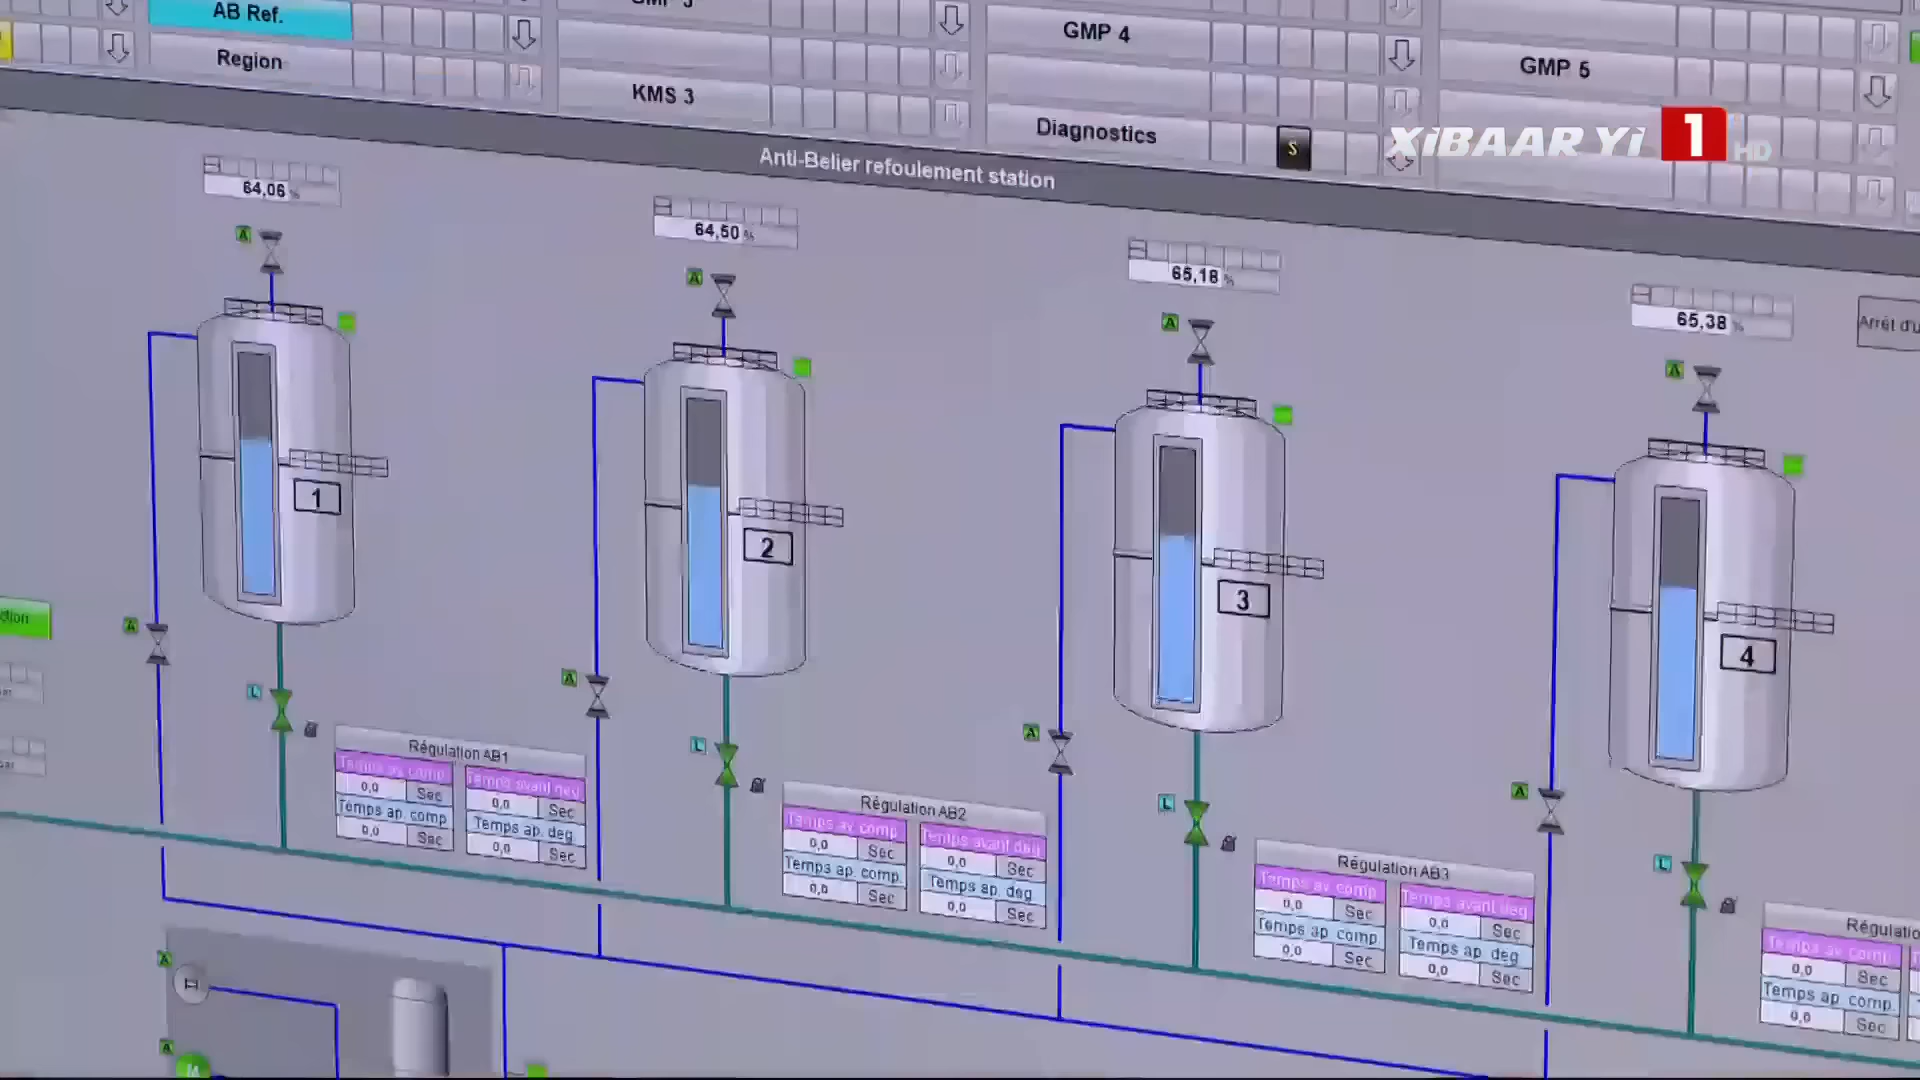 AB Ref.
Region
KMS 3
GMP 4
Diagnostics
GMP 5
S
XiBAAR Yi 1 HD
Anti-Belier refoulement station
64,06 %
64,50 %
65,18 %
65,38 %
A
A
A
A
1
2
3
4
A
A
A
A
L
L
L
L
Régulation AB1
Temps av comp.
Temps avant deg
0,0 Sec
0,0 Sec
Temps ap. comp
Temps ap. deg
0,0 Sec
0,0 Sec
Régulation AB2
Temps av comp.
Temps avant deg
0,0 Sec
0,0 Sec
Temps ap. comp.
Temps ap. deg
0,0 Sec
0,0 Sec
Régulation AB3
Temps av comp.
Temps avant deg
0,0 Sec
0,0 Sec
Temps ap. comp.
Temps ap. deg
0,0 Sec
0,0 Sec
Temps av comp.
0,0 Sec
Temps ap. comp.
0,0 Sec
A
A